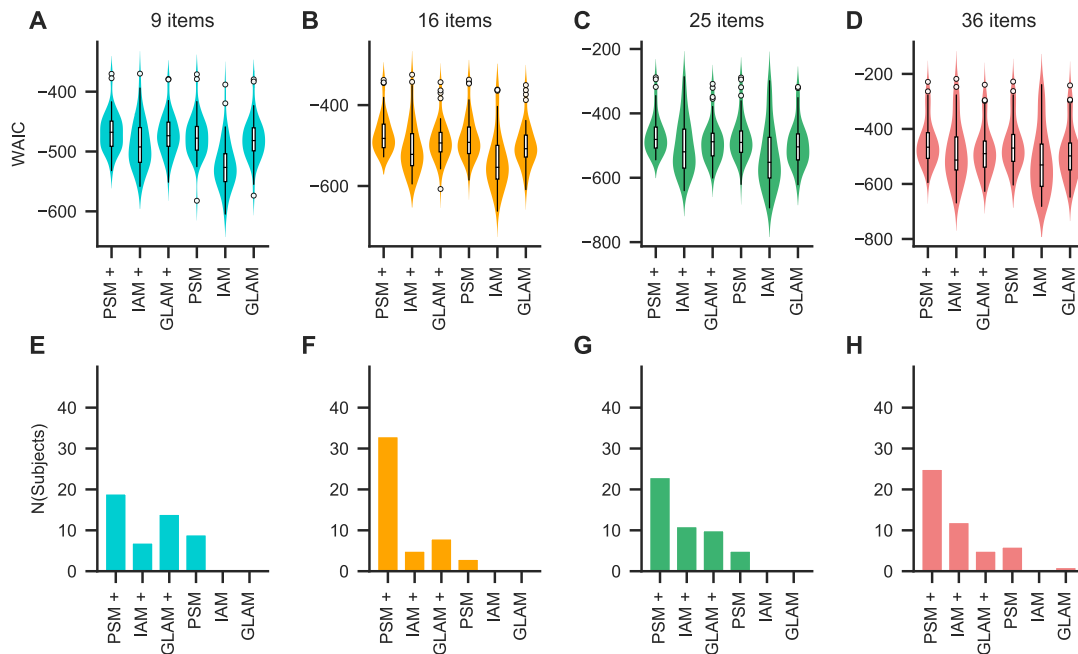 A
9 items
B
16 items
C
25 items
D
36 items
WAIC
−400
−500
−600
−400
−600
−200
−400
−600
−800
−200
−400
−600
−800
PSM +
IAM +
GLAM +
PSM
IAM
GLAM
PSM +
IAM +
GLAM +
PSM
IAM
GLAM
PSM +
IAM +
GLAM +
PSM
IAM
GLAM
PSM +
IAM +
GLAM +
PSM
IAM
GLAM
E
F
G
H
N(Subjects)
40
30
20
10
0
40
30
20
10
0
40
30
20
10
0
40
30
20
10
0
PSM +
IAM +
GLAM +
PSM
IAM
GLAM
PSM +
IAM +
GLAM +
PSM
IAM
GLAM
PSM +
IAM +
GLAM +
PSM
IAM
GLAM
PSM +
IAM +
GLAM +
PSM
IAM
GLAM